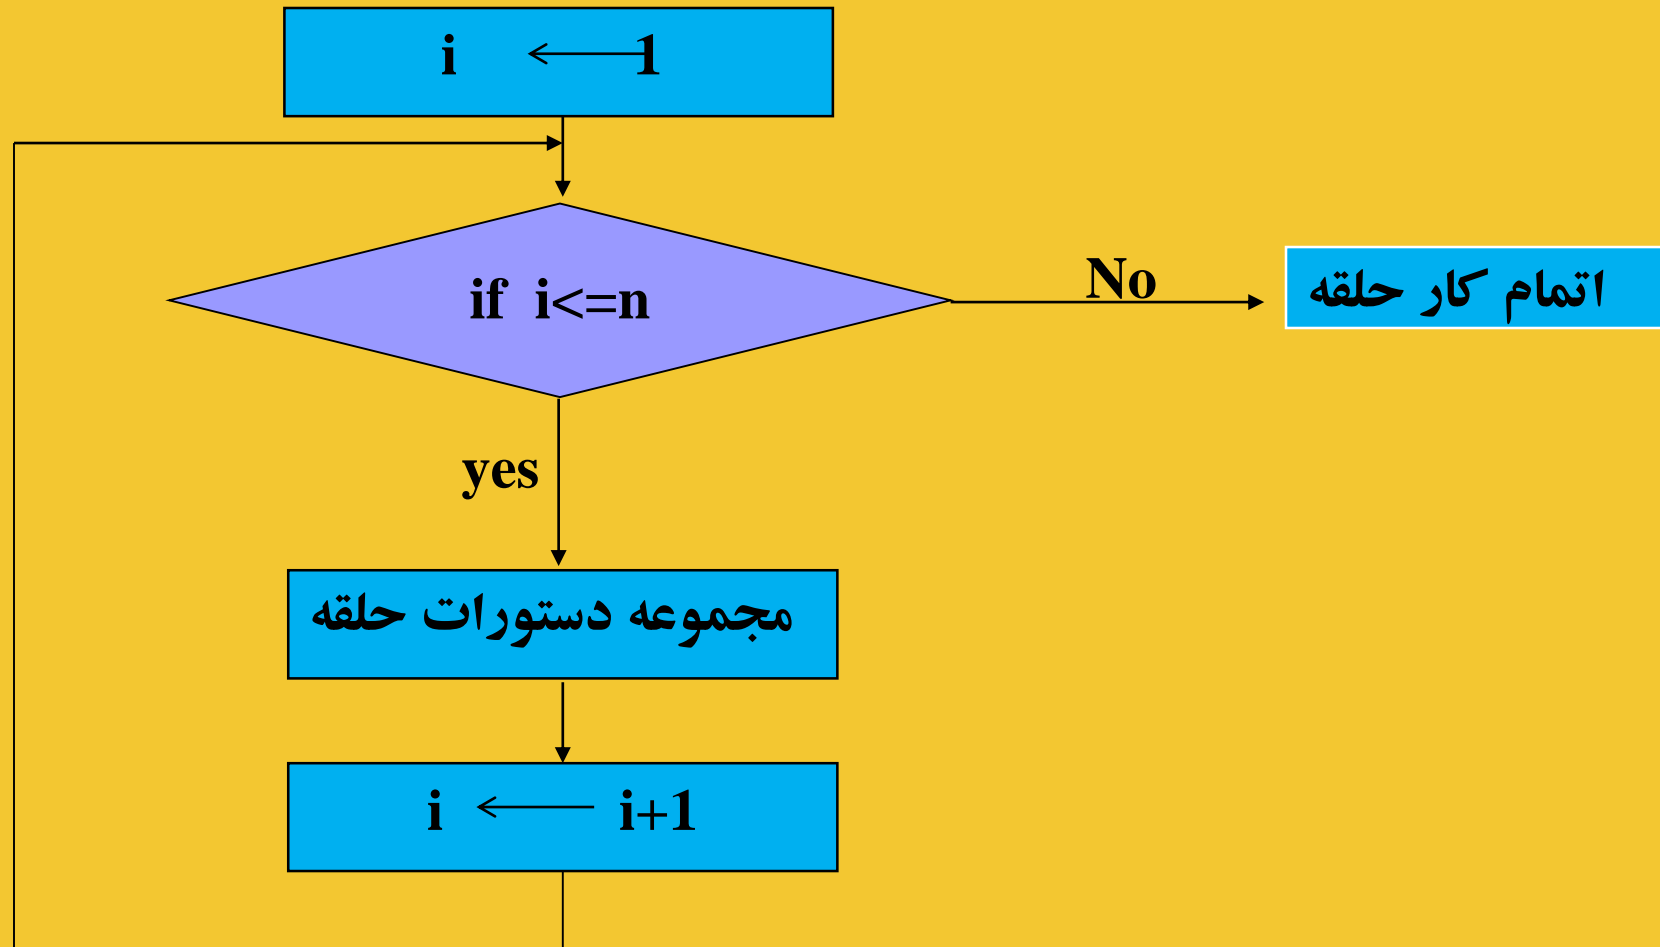 i ← 1
if i<=n
No
اتمام کار حلقه
yes
مجموعه دستورات حلقه
i ← i+1